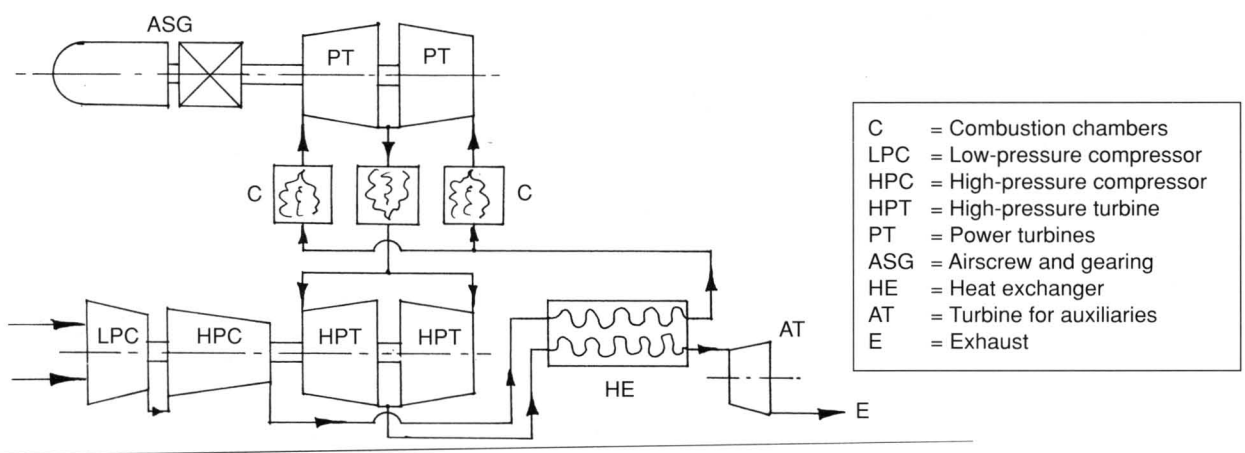 ASG
PT PT
C C
LPC HPC HPT HPT
HE
AT
E
C = Combustion chambers
LPC = Low-pressure compressor
HPC = High-pressure compressor
HPT = High-pressure turbine
PT = Power turbines
ASG = Airscrew and gearing
HE = Heat exchanger
AT = Turbine for auxiliaries
E = Exhaust